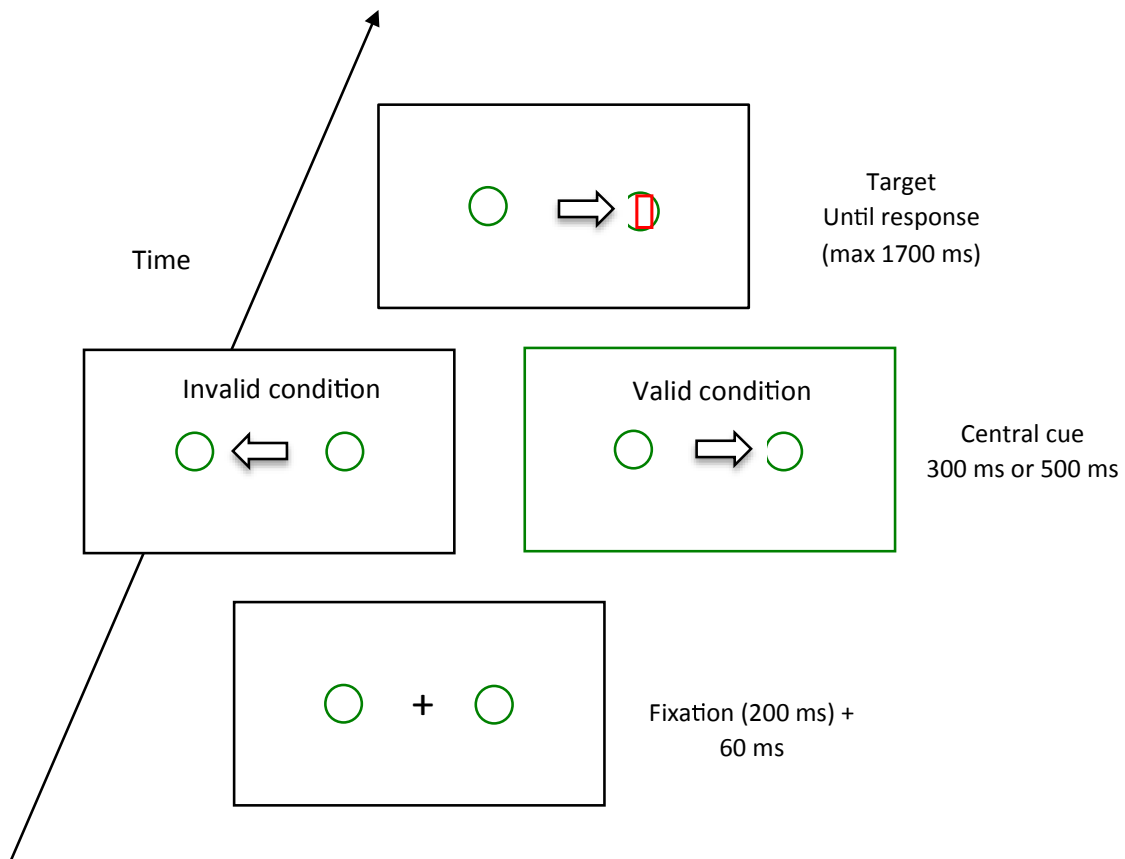 Target
Until response
(max 1700 ms)
Time
Invalid condition
Valid condition
Central cue
300 ms or 500 ms
+
Fixation (200 ms) +
60 ms